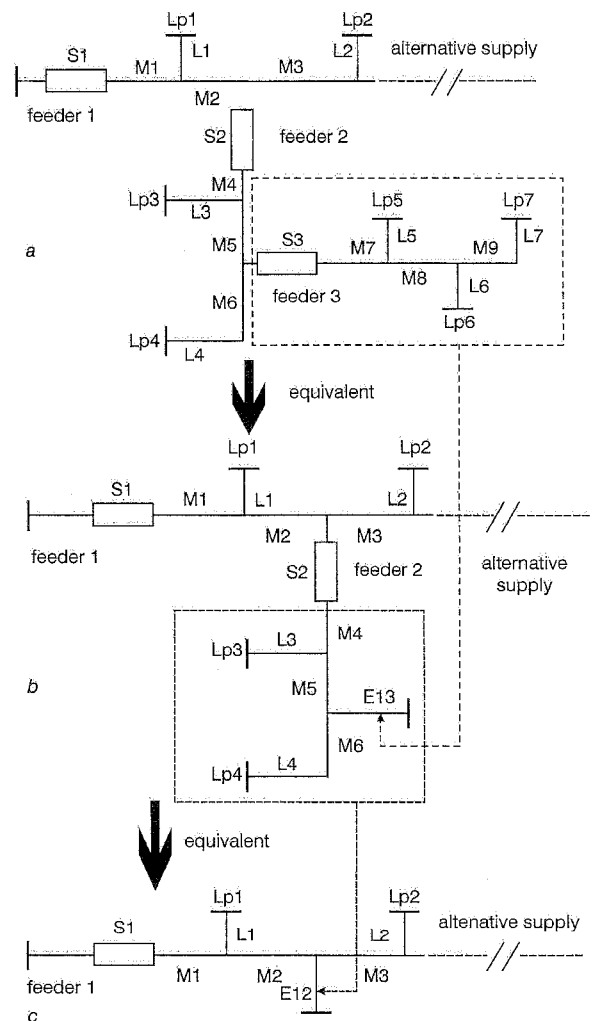 Lp1 Lp2
S1 M1 L1 M3 L2 alternative supply
feeder 1 M2
S2 feeder 2
Lp3 M4 Lp5 Lp7
L3
a M5 S3 M7 L5 M9 L7
M6 feeder 3 M8 L6
Lp4 Lp6
L4
equivalent
Lp1 Lp2
S1 M1 L1 L2
feeder 1 M2 M3
S2 feeder 2 alternative
supply
Lp3 L3 M4
b M5 E13
M6
Lp4 L4
equivalent
Lp1 Lp2
S1 L1 L2 altenative supply
feeder 1 M1 M2 M3
E12
c